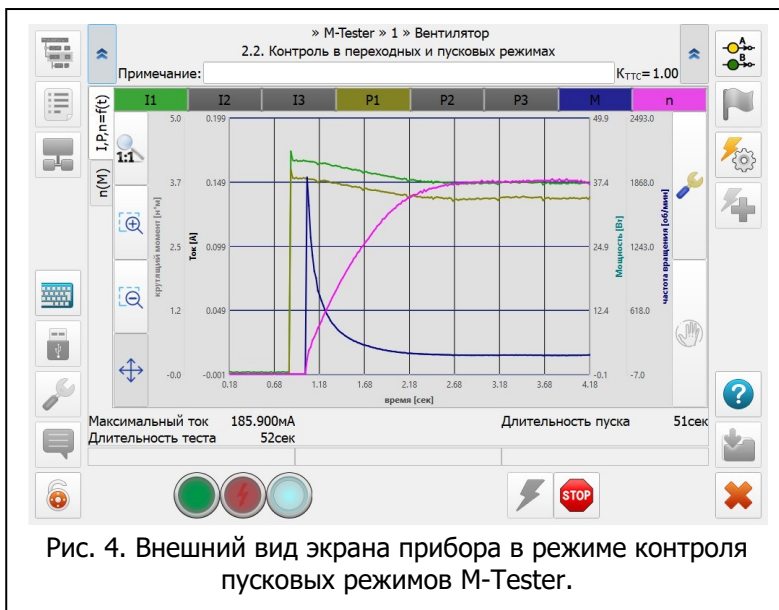 » M-Tester » 1 » Вентилятор
2.2. Контроль в переходных и пусковых режимах
Примечание:
КТТС= 1.00
I1 I2 I3 P1 P2 P3 M n
I,P,n=f(t)
n(M)
1:1
крутящий момент [н*м]
5.0
3.7
2.5
1.2
-0.0
Ток [А]
0.199
0.149
0.099
0.049
-0.001
0.18 0.68 1.18 1.68 2.18 2.68 3.18 3.68 4.18
время [сек]
49.9
37.4
24.9
12.4
-0.1
Мощность [Вт]
2493.0
1868.0
1243.0
618.0
-7.0
частота вращения [об/мин]
A
B
?
Максимальный ток 185.900мА Длительность пуска 51сек
Длительность теста 52сек
STOP
Рис. 4. Внешний вид экрана прибора в режиме контроля
пусковых режимов M-Tester.